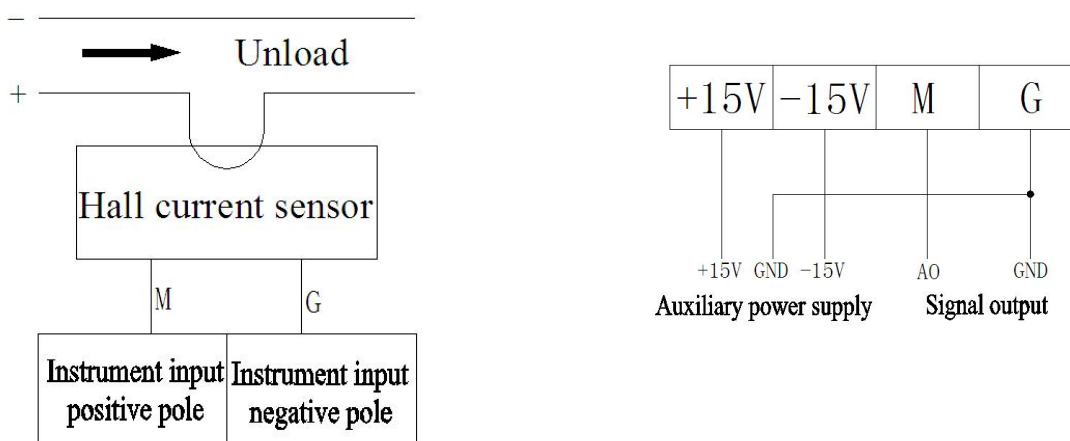 −
Unload
+
Hall current sensor
M
G
Instrument input
positive pole
Instrument input
negative pole
+15V
-15V
M
G
+15V GND -15V
AO
GND
Auxiliary power supply
Signal output